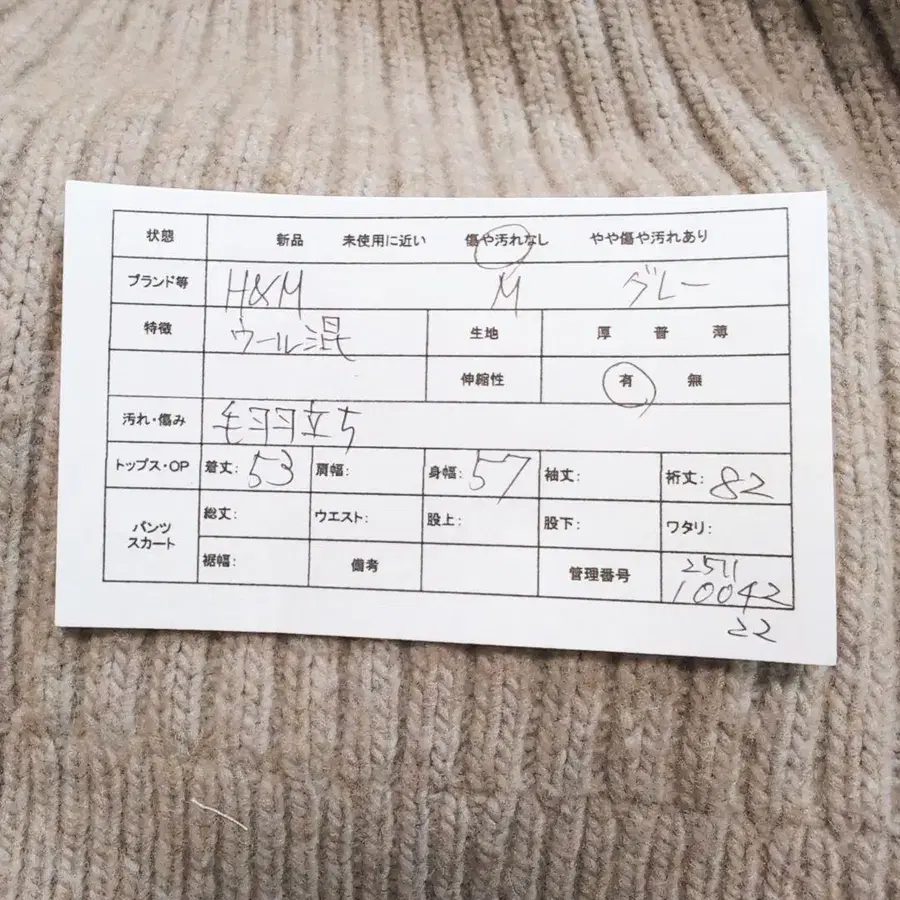 状態 新品 未使用に近い 傷や汚れなし やや傷や汚れあり
ブランド等 H&M M グレー
特徴 ウール混 生地 厚 普 薄
伸縮性 有 無
汚れ・傷み 毛羽立ち
トップス・OP 着丈: 53 肩幅: 身幅: 57 袖丈: 裄丈: 82
パンツ スカート 総丈: ウエスト: 股上: 股下: ワタリ:
裾幅: 備考 管理番号 2511
10042
22